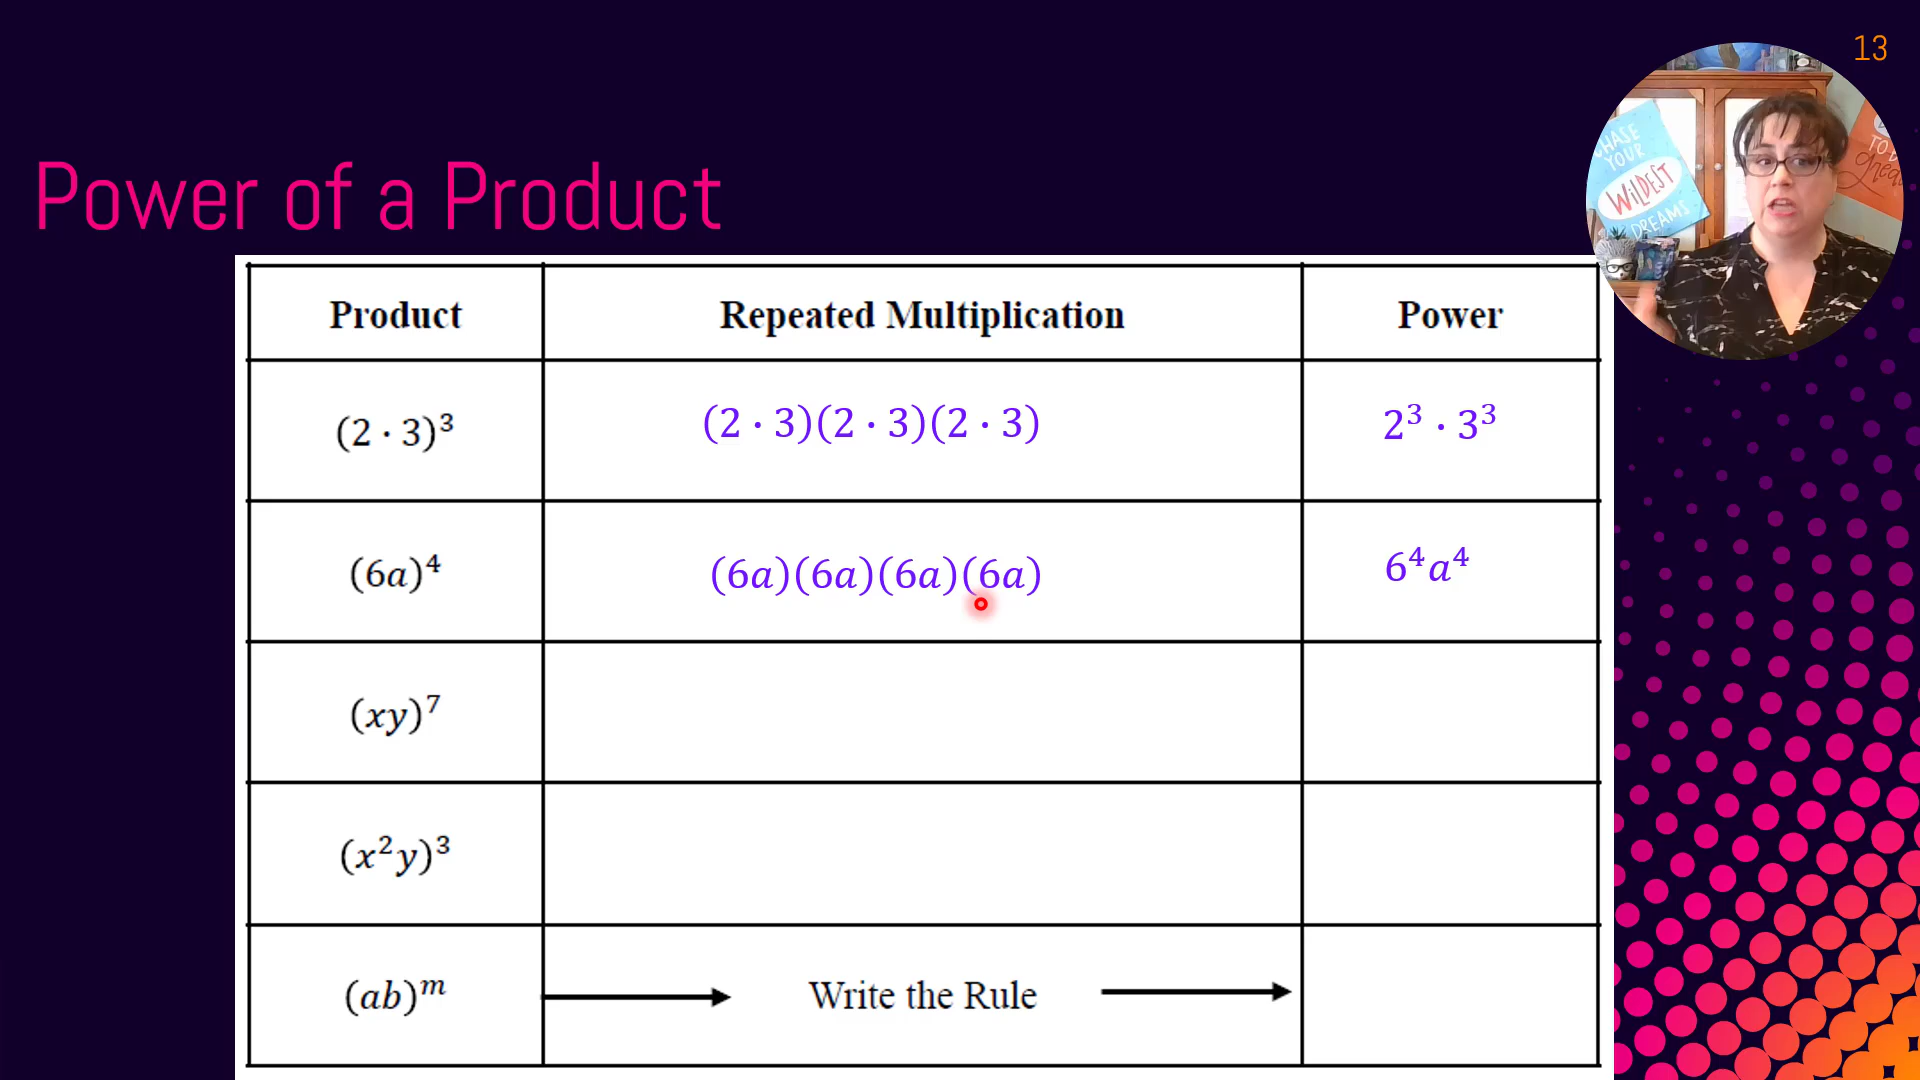 13
CHASE
YOUR
WiLDEST
DREAMS
TO B
Great
Power of a Product
Product Repeated Multiplication Power
(2 · 3)³ (2 · 3)(2 · 3)(2 · 3) 2³ · 3³
(6a)⁴ (6a)(6a)(6a)(6a) 6⁴a⁴
(xy)⁷
(x²y)³
(ab)ᵐ Write the Rule